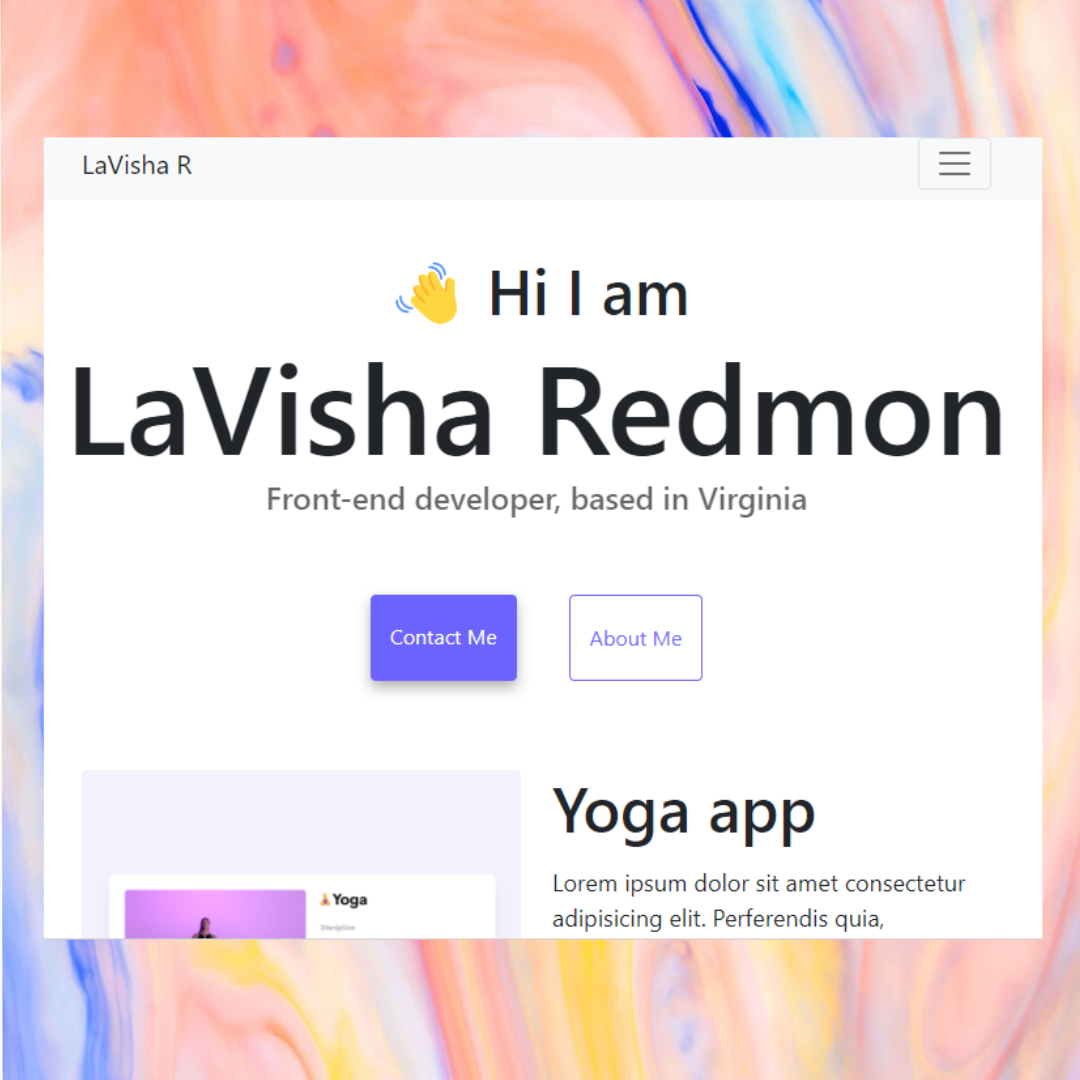 LaVisha R
Hi I am
LaVisha Redmon
Front-end developer, based in Virginia
Contact Me
About Me
Yoga app
Lorem ipsum dolor sit amet consectetur
adipisicing elit. Perferendis quia,
Yoga
Discipline